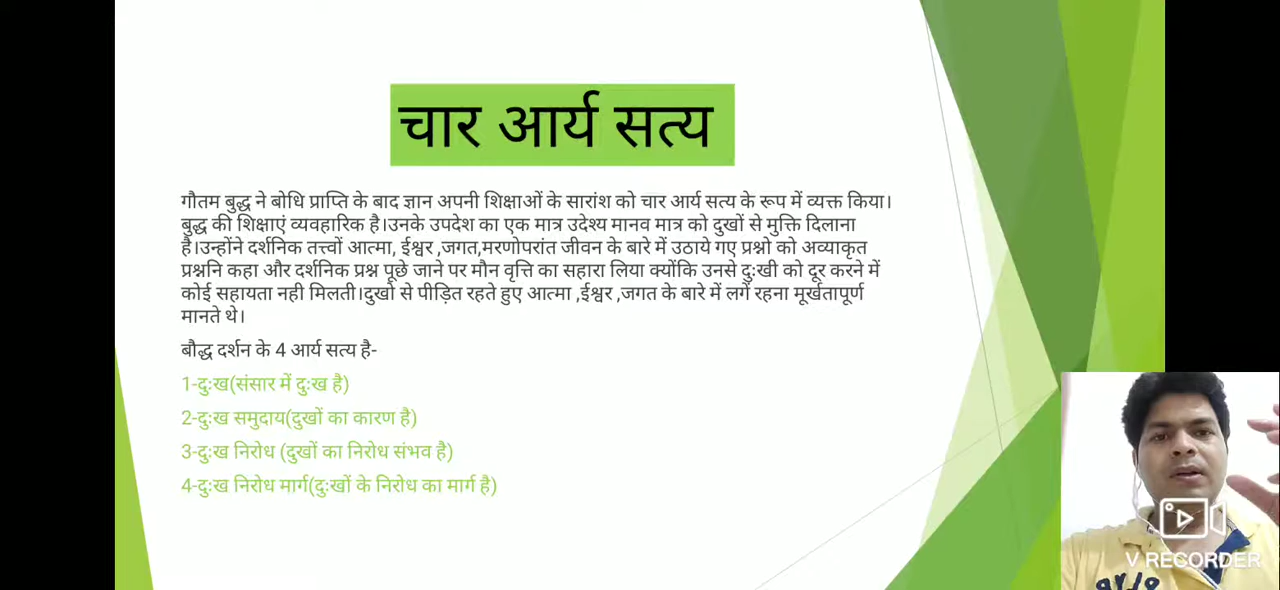 चार आर्य सत्य
गौतम बुद्ध ने बोधि प्राप्ति के बाद ज्ञान अपनी शिक्षाओं के सारांश को चार आर्य सत्य के रूप में व्यक्त किया।
बुद्ध की शिक्षाएं व्यवहारिक है।उनके उपदेश का एक मात्र उदेश्य मानव मात्र को दुखों से मुक्ति दिलाना
है।उन्होंने दर्शनिक तत्त्वों आत्मा, ईश्वर ,जगत,मरणोपरांत जीवन के बारे में उठाये गए प्रश्नो को अव्याकृत
प्रश्ननि कहा और दर्शनिक प्रश्न पूछे जाने पर मौन वृत्ति का सहारा लिया क्योंकि उनसे दुःखी को दूर करने में
कोई सहायता नही मिलती।दुखो से पीड़ित रहते हुए आत्मा ,ईश्वर ,जगत के बारे में लगें रहना मूर्खतापूर्ण
मानते थे।
बौद्ध दर्शन के 4 आर्य सत्य है-
1-दुःख(संसार में दुःख है)
2-दुःख समुदाय(दुखों का कारण है)
3-दुःख निरोध (दुखों का निरोध संभव है)
4-दुःख निरोध मार्ग(दुःखों के निरोध का मार्ग है)
V RECORDER